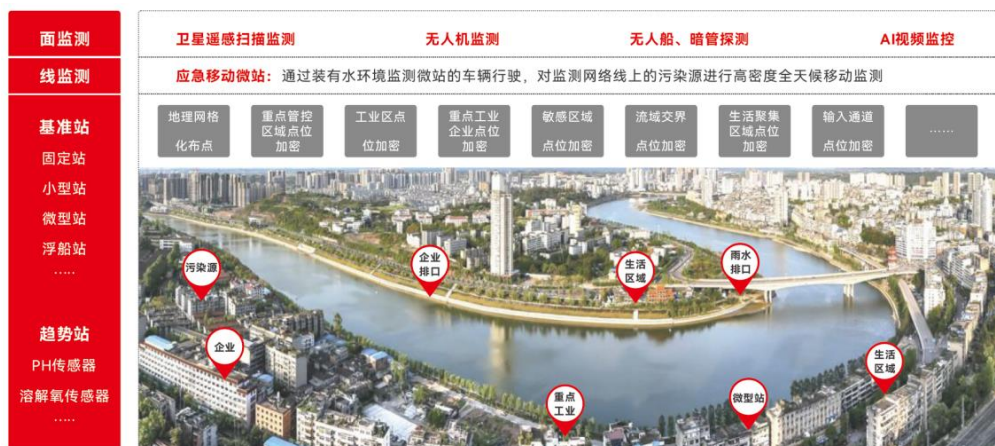 面监测
卫星遥感扫描监测
无人机监测
无人船、暗管探测
AI视频监控
线监测
应急移动微站：通过装有水环境监测微站的车辆行驶，对监测网络线上的污染源进行高密度全天候移动监测
基准站
固定站
小型站
微型站
浮船站
.....
趋势站
PH传感器
溶解氧传感器
.....
地理网格
化布点
重点管控
区域点位
加密
工业区点
位加密
重点工业
企业点位
加密
敏感区域
点位加密
流域交界
点位加密
生活聚集
区域点位
加密
输入通道
点位加密
......
污染源
企业
排口
生活
区域
雨水
排口
企业
重点
工业
微型站
生活
区域